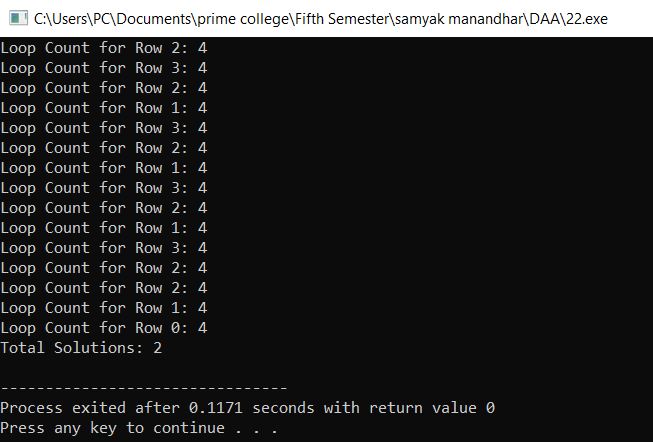 C:\Users\PC\Documents\prime college\Fifth Semester\samyak manandhar\DAA\22.exe
Loop Count for Row 2: 4
Loop Count for Row 3: 4
Loop Count for Row 2: 4
Loop Count for Row 1: 4
Loop Count for Row 3: 4
Loop Count for Row 2: 4
Loop Count for Row 1: 4
Loop Count for Row 3: 4
Loop Count for Row 2: 4
Loop Count for Row 1: 4
Loop Count for Row 3: 4
Loop Count for Row 2: 4
Loop Count for Row 2: 4
Loop Count for Row 1: 4
Loop Count for Row 0: 4
Total Solutions: 2
--------------------------------
Process exited after 0.1171 seconds with return value 0
Press any key to continue . . .